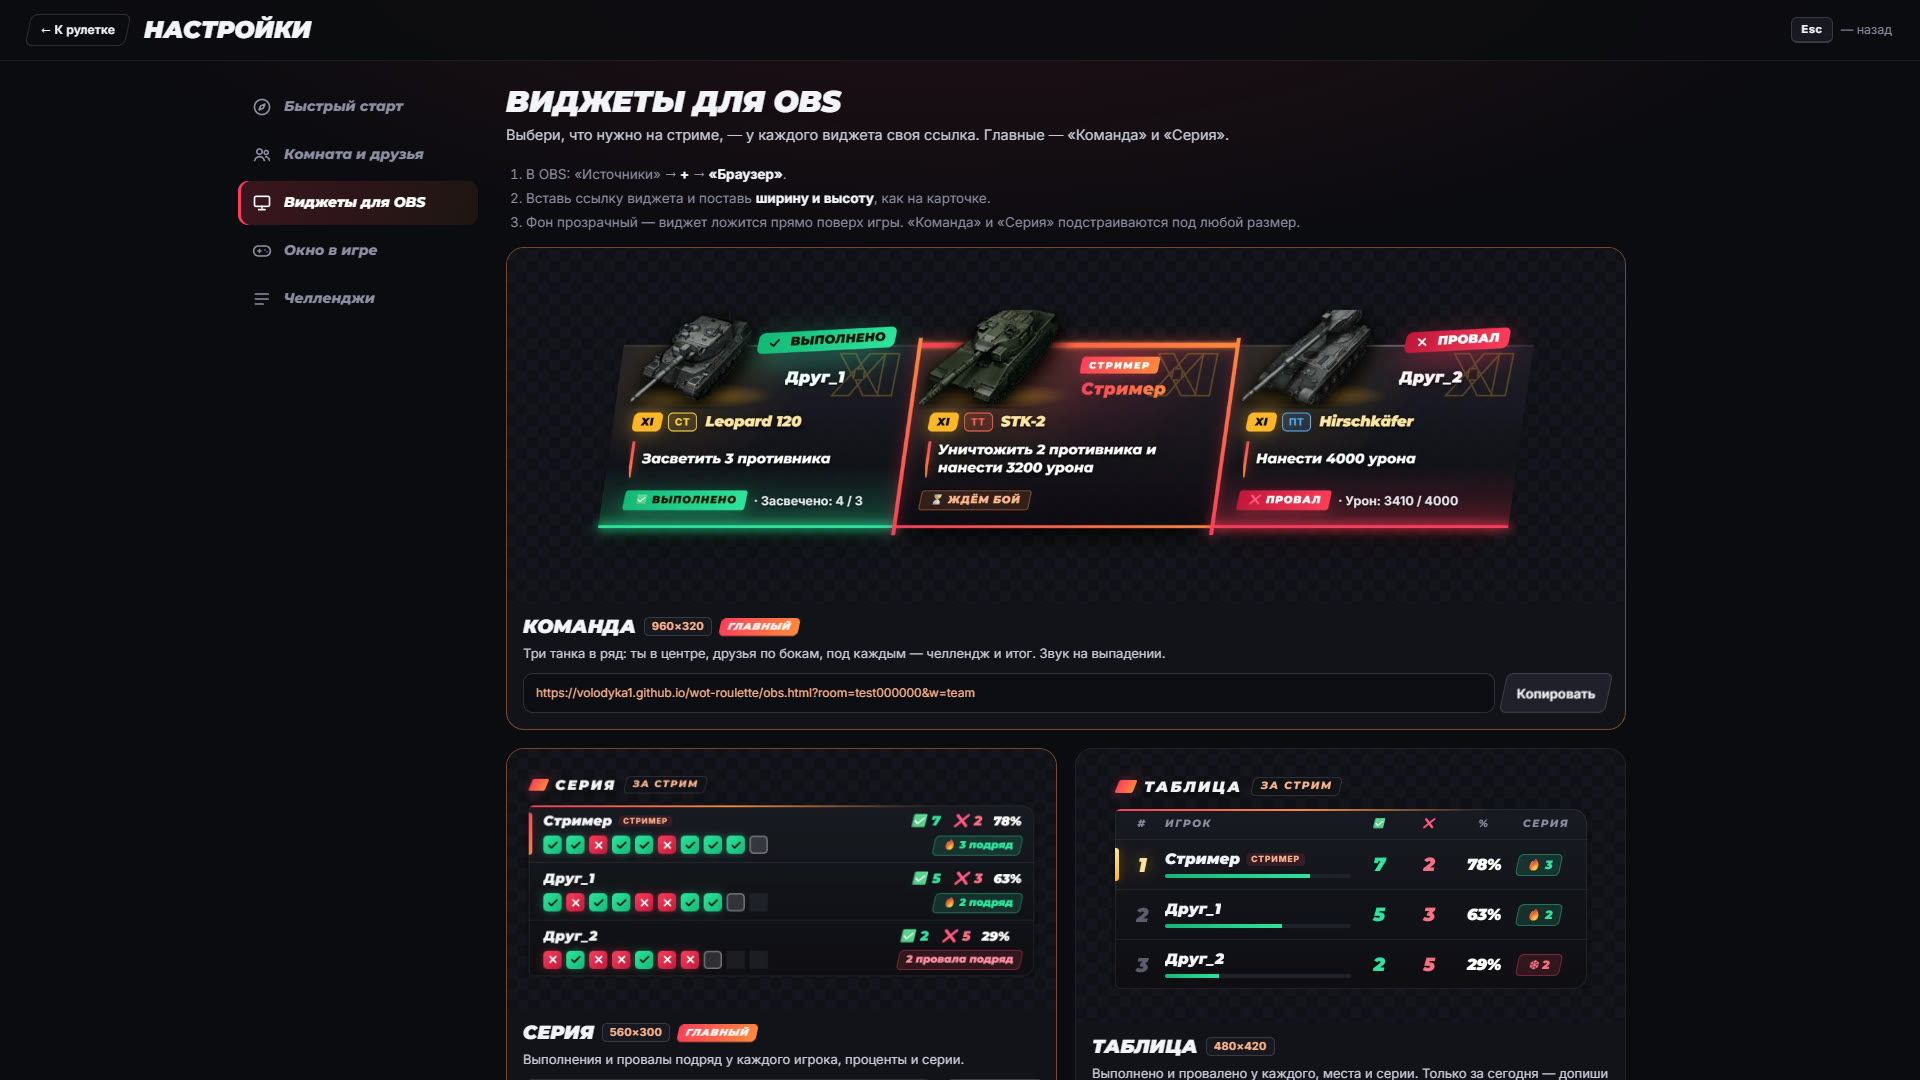 ← К рулетке
НАСТРОЙКИ
Esc — назад
Быстрый старт
Комната и друзья
Виджеты для OBS
Окно в игре
Челленджи
ВИДЖЕТЫ ДЛЯ OBS
Выбери, что нужно на стриме, — у каждого виджета своя ссылка. Главные — «Команда» и «Серия».
1. В OBS: «Источники» → + → «Браузер».
2. Вставь ссылку виджета и поставь ширину и высоту, как на карточке.
3. Фон прозрачный — виджет ложится прямо поверх игры. «Команда» и «Серия» подстраиваются под любой размер.
ВЫПОЛНЕНО
Друг_1
XI
XI СТ Leopard 120
Засветить 3 противника
ВЫПОЛНЕНО · Засвечено: 4 / 3
СТРИМЕР
Стример
XI
XI ТТ STK-2
Уничтожить 2 противника и
нанести 3200 урона
ЖДЁМ БОЙ
ПРОВАЛ
Друг_2
XI
XI ПТ Hirschkäfer
Нанести 4000 урона
ПРОВАЛ · Урон: 3410 / 4000
КОМАНДА 960×320 ГЛАВНЫЙ
Три танка в ряд: ты в центре, друзья по бокам, под каждым — челлендж и итог. Звук на выпадении.
https://volodyka1.github.io/wot-roulette/obs.html?room=test000000&w=team
Копировать
СЕРИЯ ЗА СТРИМ
Стример СТРИМЕР 7 2 78%
3 подряд
Друг_1 5 3 63%
2 подряд
Друг_2 2 5 29%
2 провала подряд
СЕРИЯ 560×300 ГЛАВНЫЙ
Выполнения и провалы подряд у каждого игрока, проценты и серии.
ТАБЛИЦА ЗА СТРИМ
# ИГРОК % СЕРИЯ
1 Стример СТРИМЕР 7 2 78% 3
2 Друг_1 5 3 63% 2
3 Друг_2 2 5 29% 2
ТАБЛИЦА 480×420
Выполнено и провалено у каждого, места и серии. Только за сегодня — допиши